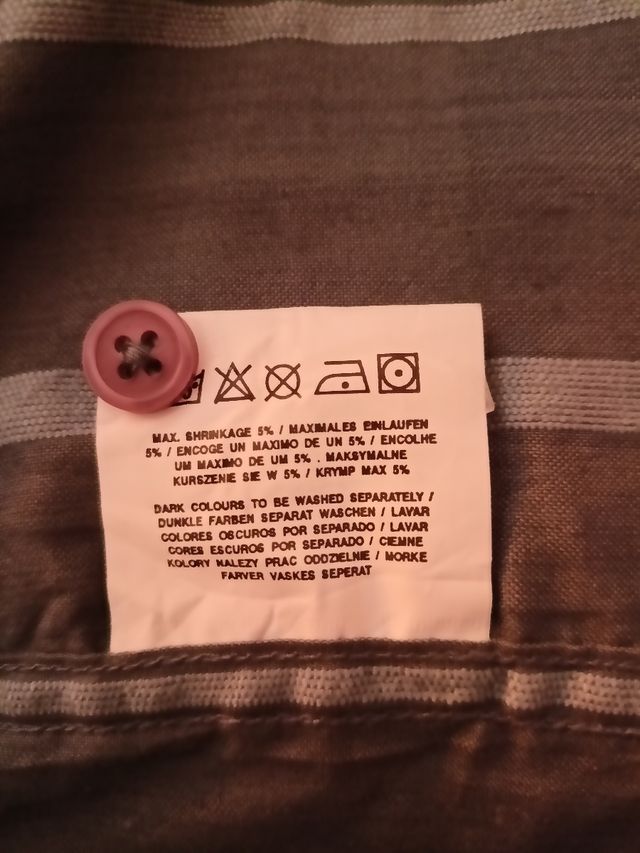 MAX. SHRINKAGE 5% / MAXIMALES EINLAUFEN
5% / ENCOGE UN MAXIMO DE UN 5% / ENCOLHE
UM MAXIMO DE UM 5% . MAKSYMALNE
KURSZENIE SIE W 5% / KRYMP MAX 5%
DARK COLOURS TO BE WASHED SEPARATELY /
DUNKLE FARBEN SEPARAT WASCHEN / LAVAR
COLORES OSCUROS POR SEPARADO / LAVAR
CORES ESCUROS POR SEPARADO / CIEMNE
KOLORY NALEZY PRAC ODDZIELNIE / MORKE
FARVER VASKES SEPERAT